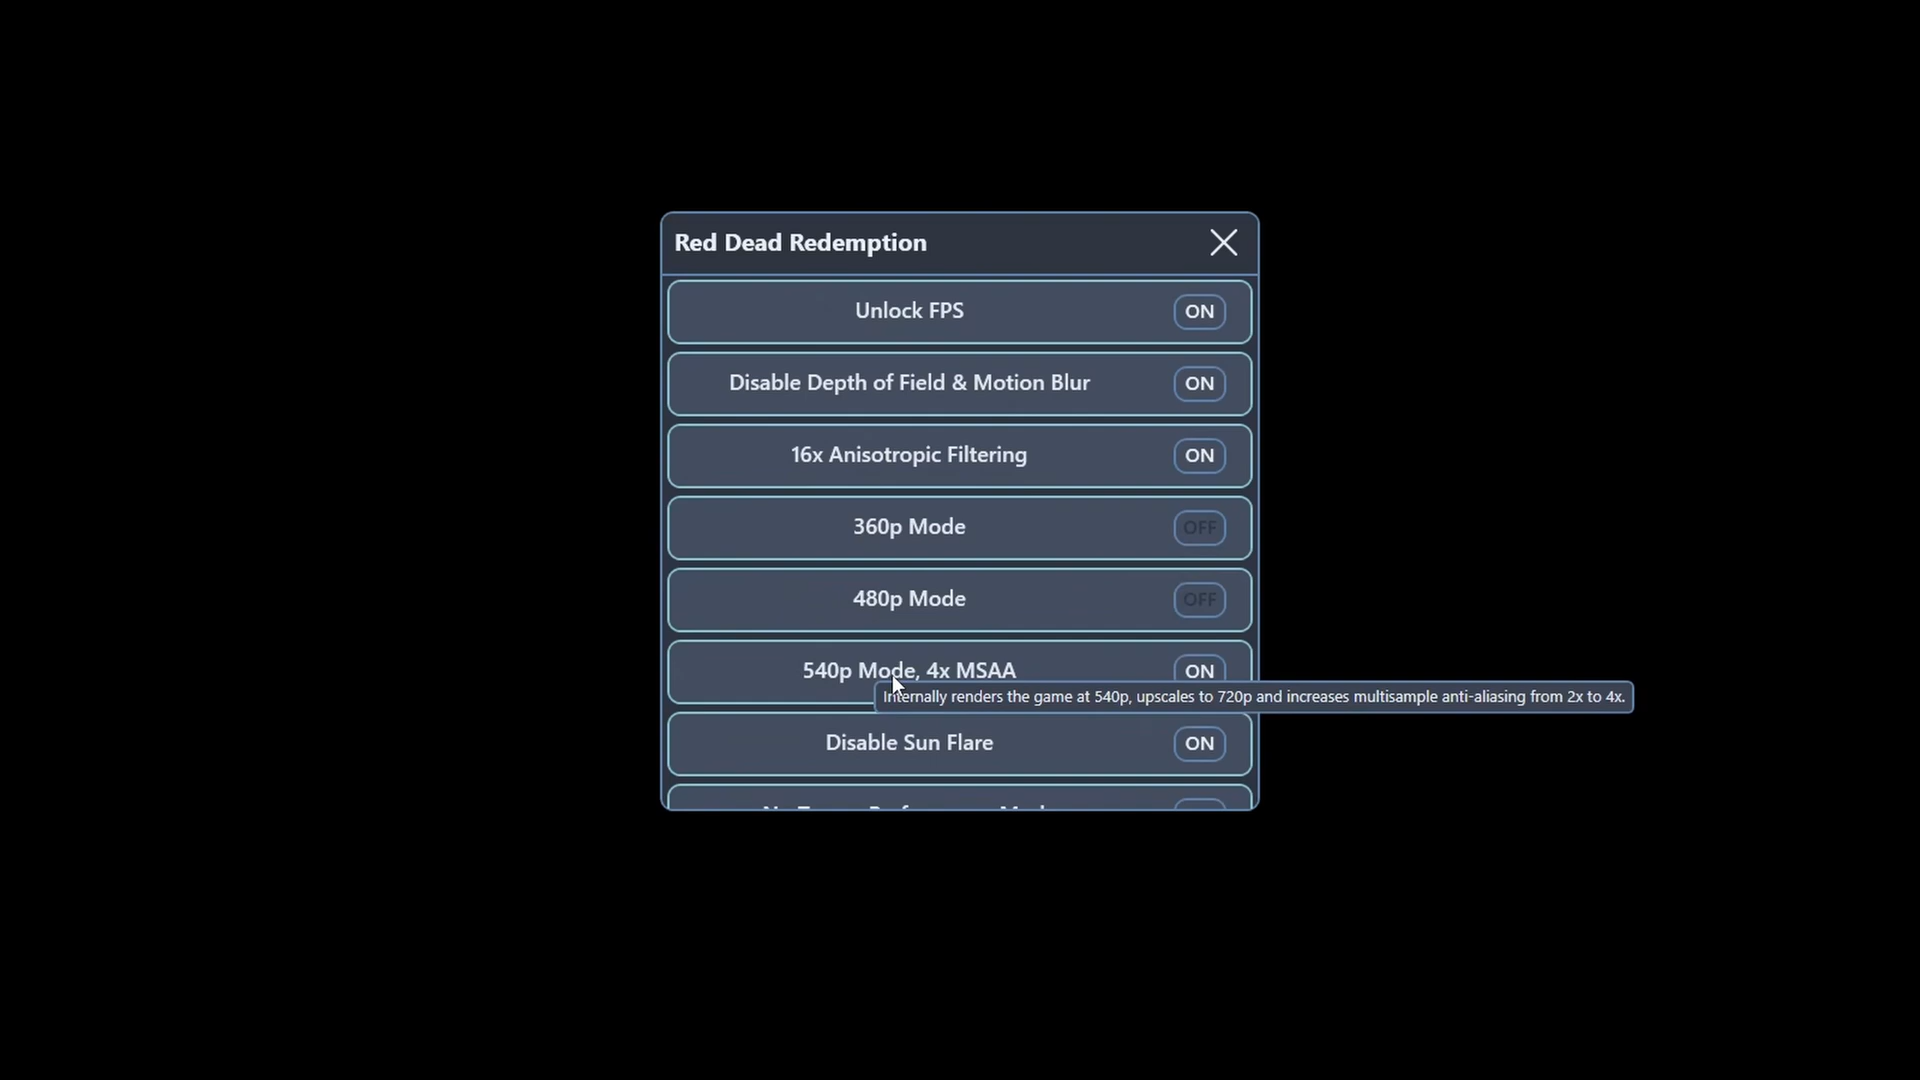 Red Dead Redemption
Unlock FPS ON
Disable Depth of Field & Motion Blur ON
16x Anisotropic Filtering ON
360p Mode OFF
480p Mode OFF
540p Mode, 4x MSAA ON
Internally renders the game at 540p, upscales to 720p and increases multisample anti-aliasing from 2x to 4x.
Disable Sun Flare ON